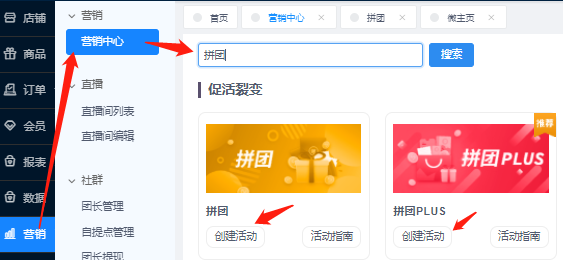 店铺
商品
订单
会员
报表
数据
营销
营销
营销中心
直播
直播间列表
直播间编辑
社群
团长管理
自提点管理
团长提现
首页
营销中心
拼团
微主页
拼团
搜索
促活裂变
拼团
拼团
创建活动
活动指南
推荐
拼团PLUS
拼团PLUS
创建活动
活动指南